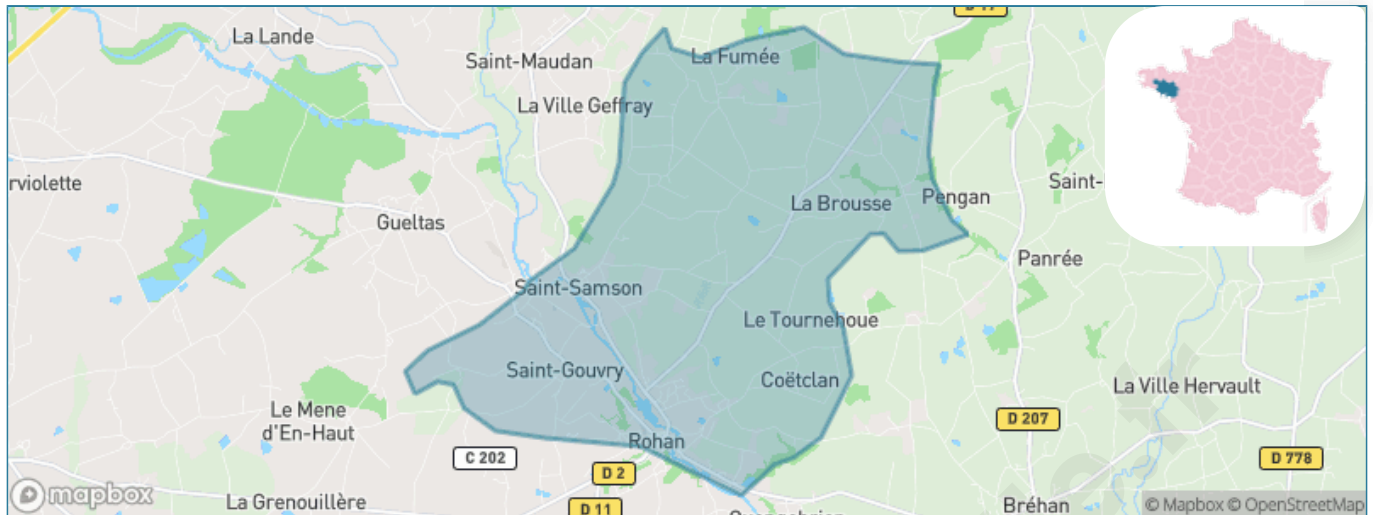 La Lande
Saint-Maudan
La Fumée
La Ville Geffray
rviolette
Gueltas
La Brousse
Pengan
Saint-
Panrée
Saint-Samson
Le Tournehoue
Saint-Gouvry
Coëtclan
La Ville Hervault
Le Mene
d'En-Haut
D 207
Rohan
C 202
D 2
D 778
mapbox
La Grenouillère
D 11
Bréhan
© Mapbox © OpenStreetMap